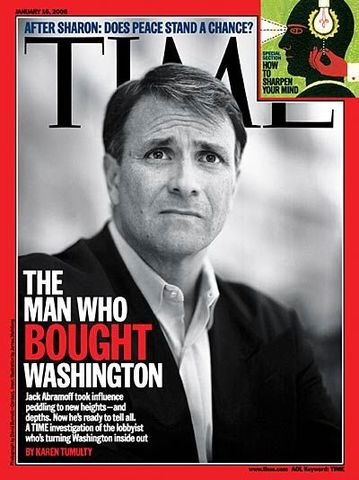 JANUARY 16, 2006
AFTER SHARON: DOES PEACE STAND A CHANCE?
TIME
SPECIAL
SECTION
HOW
TO
SHARPEN
YOUR MIND
THE
MAN WHO
BOUGHT
WASHINGTON
Jack Abramoff took influence
peddling to new heights—and
depths. Now he's ready to tell all.
A TIME investigation of the lobbyist
who's turning Washington inside out
BY KAREN TUMULTY
www.time.com AOL Keyword: TIME